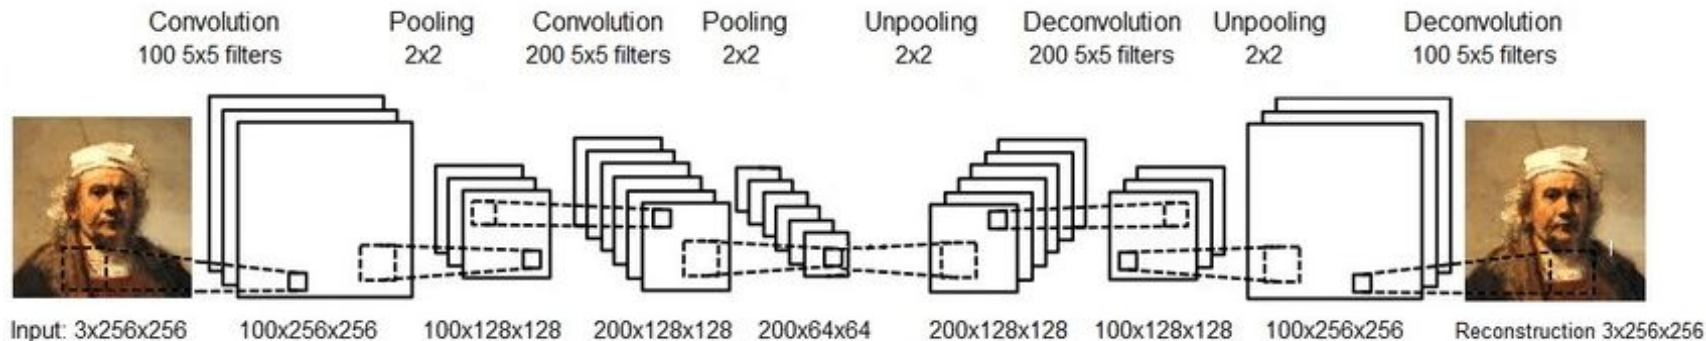 Convolution Pooling Convolution Pooling Unpooling Deconvolution Unpooling Deconvolution
100 5x5 filters 2x2 200 5x5 filters 2x2 2x2 200 5x5 filters 2x2 100 5x5 filters
Input: 3x256x256 100x256x256 100x128x128 200x128x128 200x64x64 200x128x128 100x128x128 100x256x256 Reconstruction 3x256x256